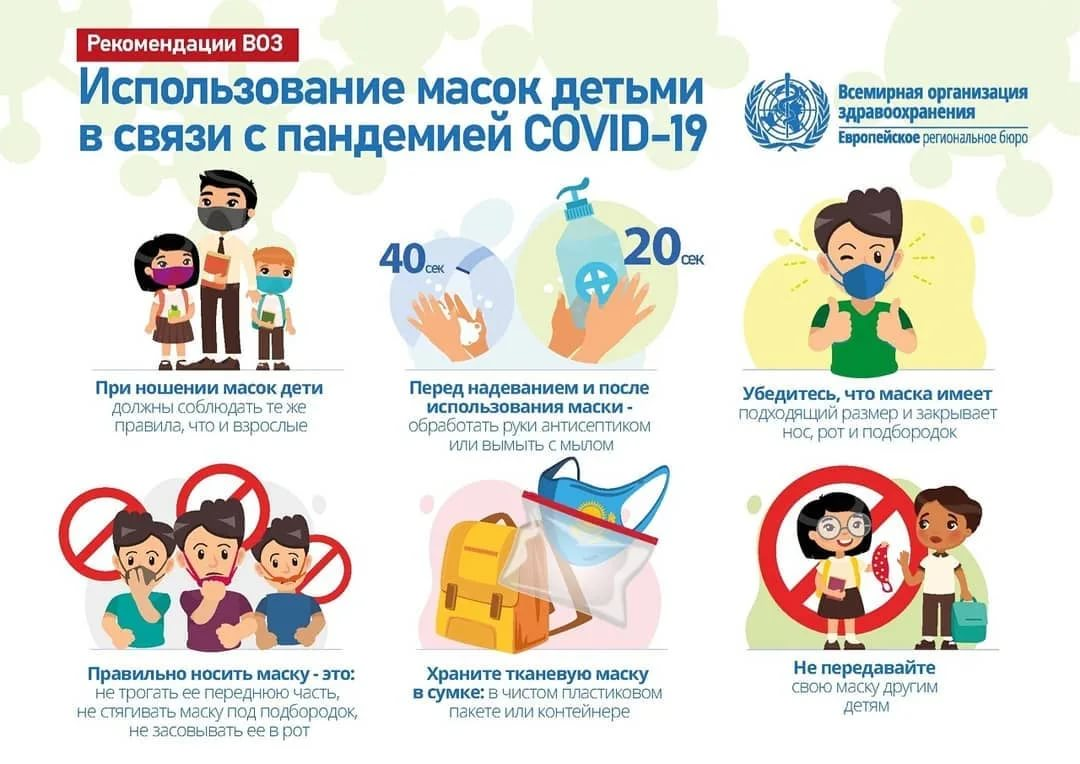 Рекомендации ВОЗ
Использование масок детьми
в связи с пандемией COVID-19
Всемирная организация
здравоохранения
Европейское региональное бюро
40 сек
20 сек
При ношении масок дети
должны соблюдать те же
правила, что и взрослые
Перед надеванием и после
использования маски -
обработать руки антисептиком
или вымыть с мылом
Убедитесь, что маска имеет
подходящий размер и закрывает
нос, рот и подбородок
Правильно носить маску - это:
не трогать ее переднюю часть,
не стягивать маску под подбородок,
не засовывать ее в рот
Храните тканевую маску
в сумке: в чистом пластиковом
пакете или контейнере
Не передавайте
свою маску другим
детям